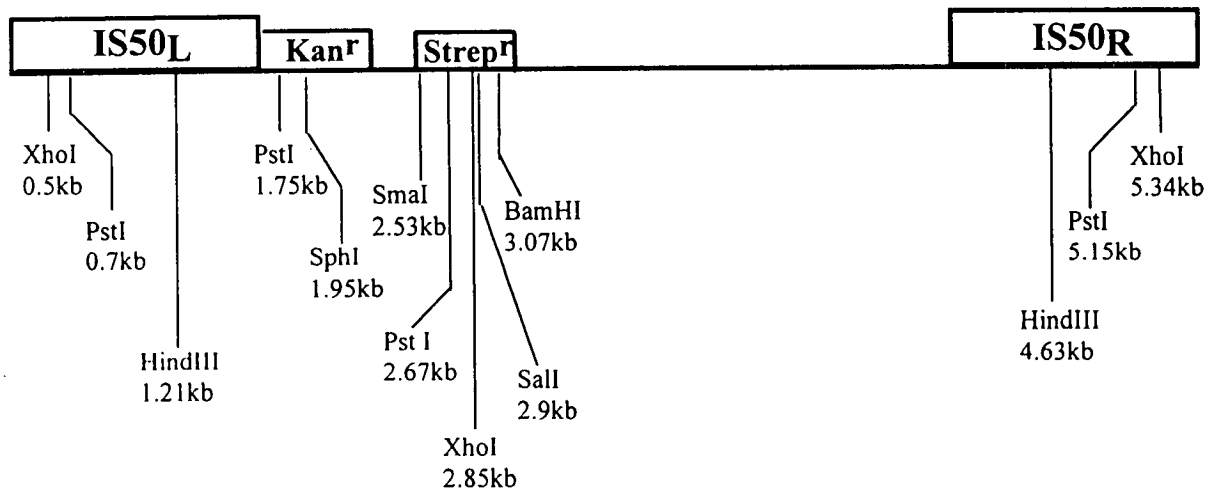 IS50L
Kanr
Strepr
IS50R
XhoI
0.5kb
PstI
0.7kb
HindIII
1.21kb
PstI
1.75kb
SphI
1.95kb
SmaI
2.53kb
Pst I
2.67kb
XhoI
2.85kb
SalI
2.9kb
BamHI
3.07kb
HindIII
4.63kb
PstI
5.15kb
XhoI
5.34kb